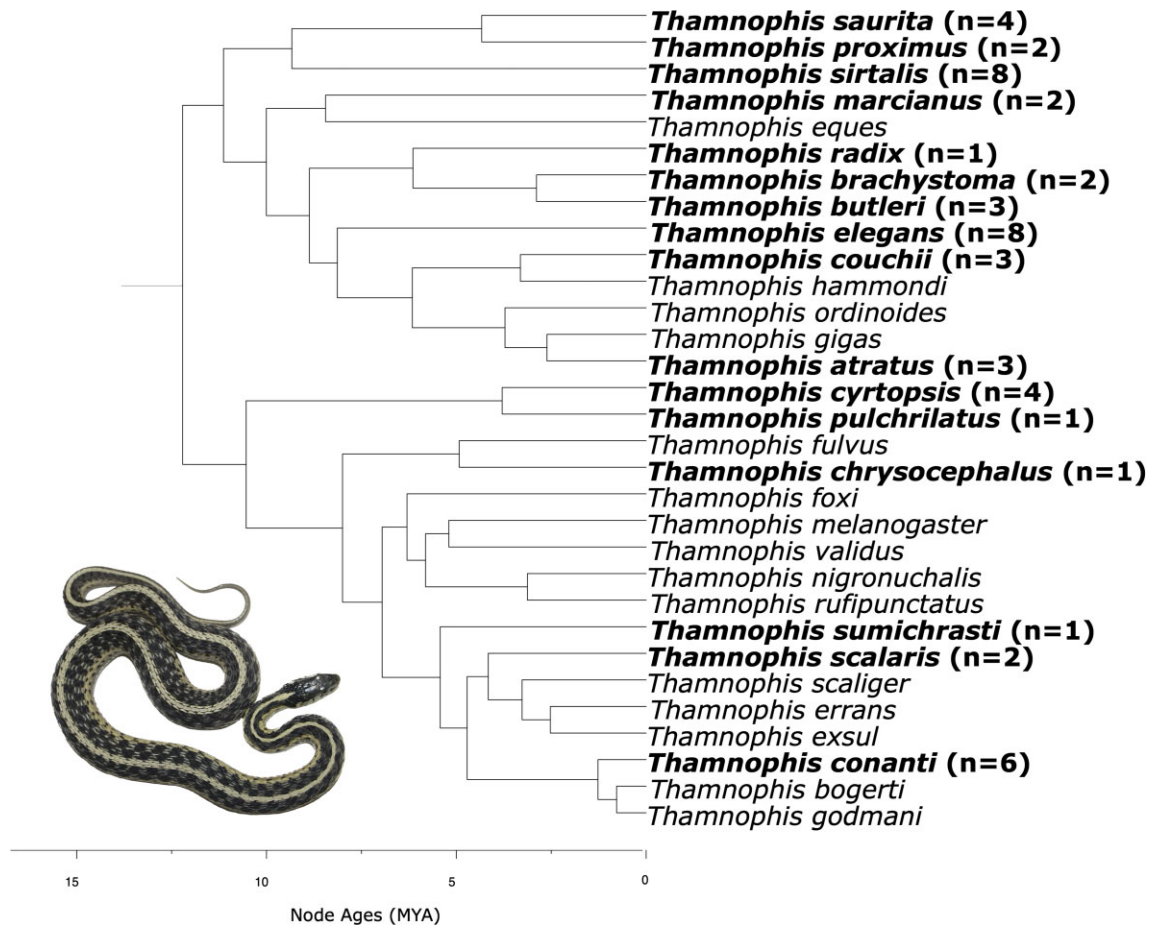 Thamnophis saurita (n=4)
Thamnophis proximus (n=2)
Thamnophis sirtalis (n=8)
Thamnophis marcianus (n=2)
Thamnophis eques
Thamnophis radix (n=1)
Thamnophis brachystoma (n=2)
Thamnophis butleri (n=3)
Thamnophis elegans (n=8)
Thamnophis couchii (n=3)
Thamnophis hammondi
Thamnophis ordinoides
Thamnophis gigas
Thamnophis atratus (n=3)
Thamnophis cyrtopsis (n=4)
Thamnophis pulchrilatus (n=1)
Thamnophis fulvus
Thamnophis chrysocephalus (n=1)
Thamnophis foxi
Thamnophis melanogaster
Thamnophis validus
Thamnophis nigronuchalis
Thamnophis rufipunctatus
Thamnophis sumichrasti (n=1)
Thamnophis scalaris (n=2)
Thamnophis scaliger
Thamnophis errans
Thamnophis exsul
Thamnophis conanti (n=6)
Thamnophis bogerti
Thamnophis godmani
15 10 5 0
Node Ages (MYA)